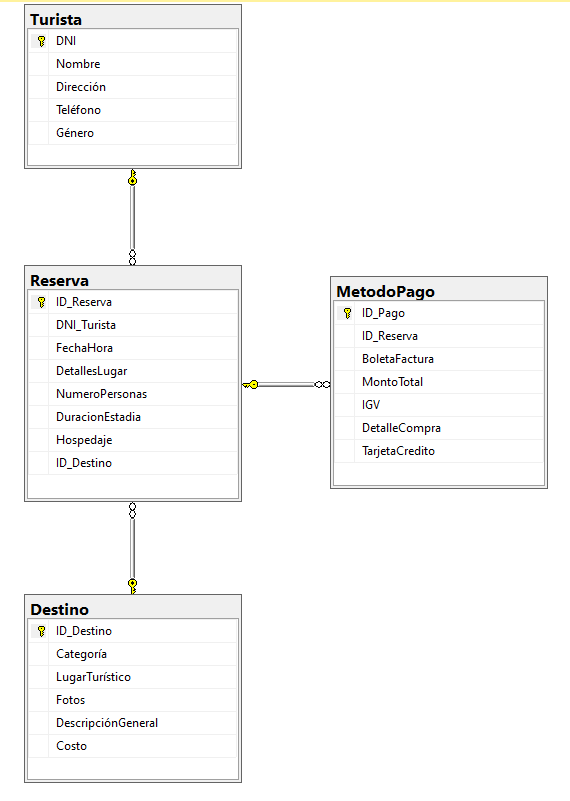 Turista
DNI
Nombre
Dirección
Teléfono
Género
Reserva
ID_Reserva
DNI_Turista
FechaHora
DetallesLugar
NumeroPersonas
DuracionEstadia
Hospedaje
ID_Destino
MetodoPago
ID_Pago
ID_Reserva
BoletaFactura
MontoTotal
IGV
DetalleCompra
TarjetaCredito
Destino
ID_Destino
Categoría
LugarTurístico
Fotos
DescripciónGeneral
Costo